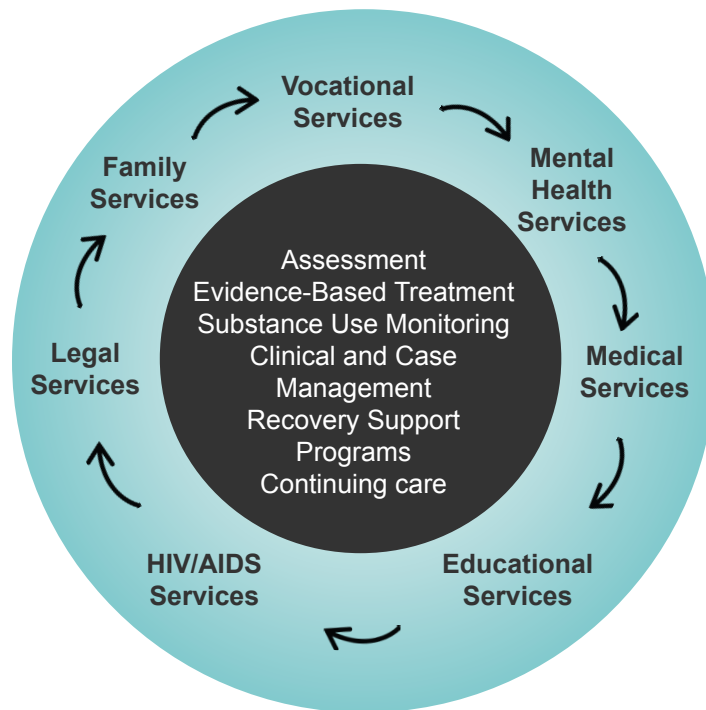 Vocational
Services
Mental
Health
Services
Medical
Services
Educational
Services
HIV/AIDS
Services
Legal
Services
Family
Services
Assessment
Evidence-Based Treatment
Substance Use Monitoring
Clinical and Case
Management
Recovery Support
Programs
Continuing care